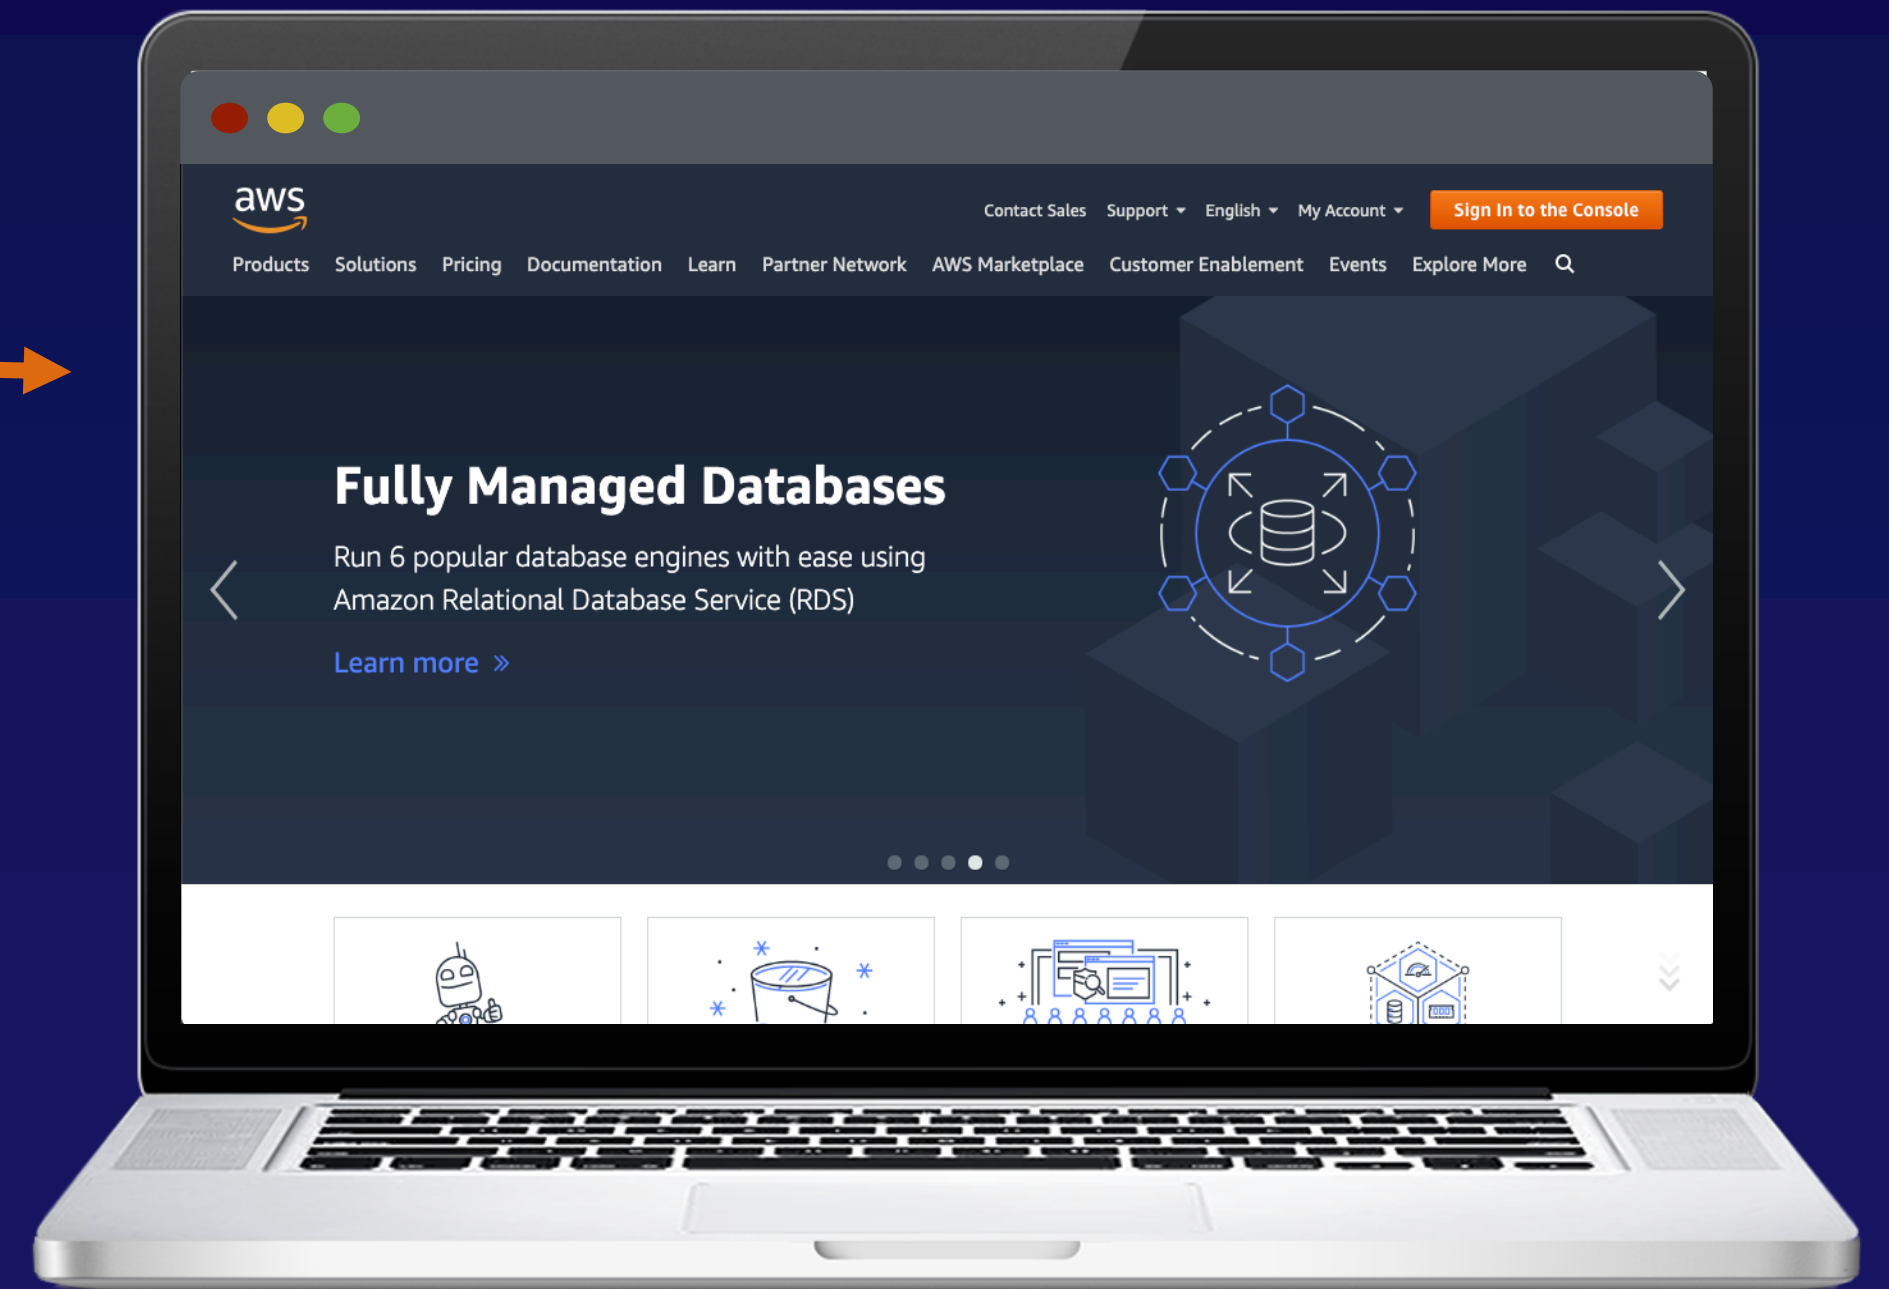 aws
Contact Sales Support English My Account Sign In to the Console
Products Solutions Pricing Documentation Learn Partner Network AWS Marketplace Customer Enablement Events Explore More
Fully Managed Databases
Run 6 popular database engines with ease using
Amazon Relational Database Service (RDS)
Learn more »